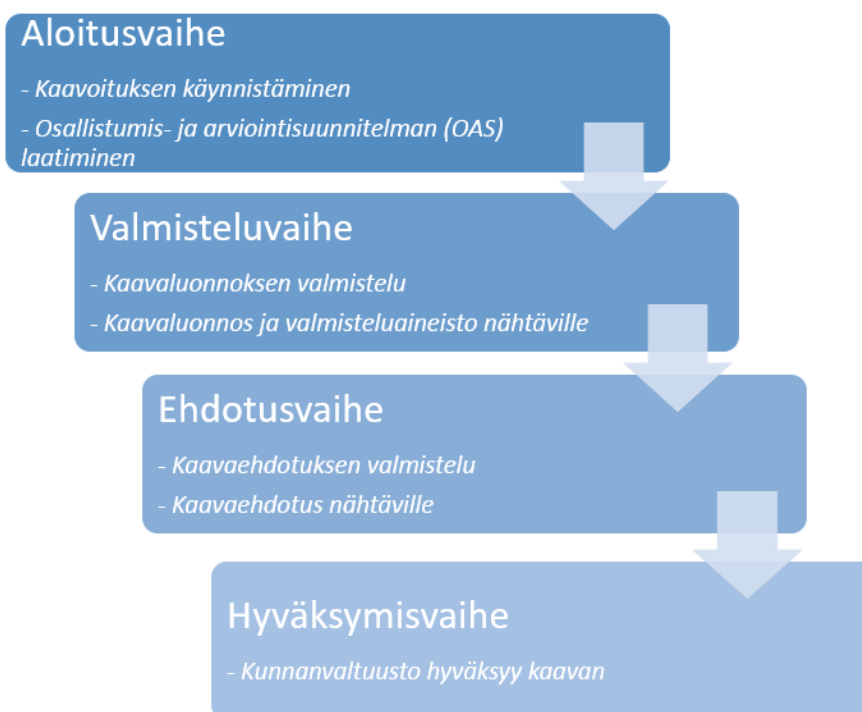 Aloitusvaihe
- Kaavoituksen käynnistäminen
- Osallistumis- ja arviointisuunnitelman (OAS)
laatiminen
Valmisteluvaihe
- Kaavaluonnoksen valmistelu
- Kaavaluonnos ja valmisteluaineisto nähtäville
Ehdotusvaihe
- Kaavaehdotuksen valmistelu
- Kaavaehdotus nähtäville
Hyväksymisvaihe
- Kunnanvaltuusto hyväksyy kaavan